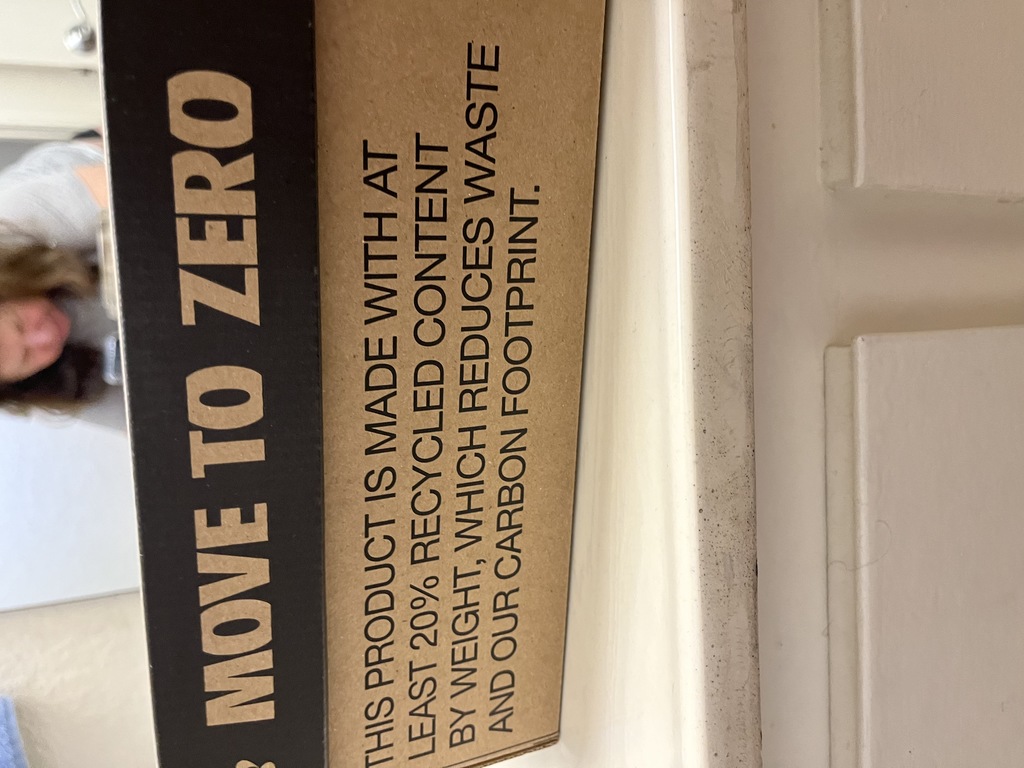 MOVE TO ZERO
THIS PRODUCT IS MADE WITH AT
LEAST 20% RECYCLED CONTENT
BY WEIGHT, WHICH REDUCES WASTE
AND OUR CARBON FOOTPRINT.